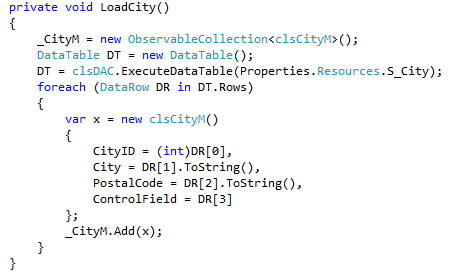 private void LoadCity()
{
    _CityM = new ObservableCollection<clsCityM>();
    DataTable DT = new DataTable();
    DT = clsDAC.ExecuteDataTable(Properties.Resources.S_City);
    foreach (DataRow DR in DT.Rows)
    {
        var x = new clsCityM()
        {
            CityID = (int)DR[0],
            City = DR[1].ToString(),
            PostalCode = DR[2].ToString(),
            ControlField = DR[3]
        };
        _CityM.Add(x);
    }
}